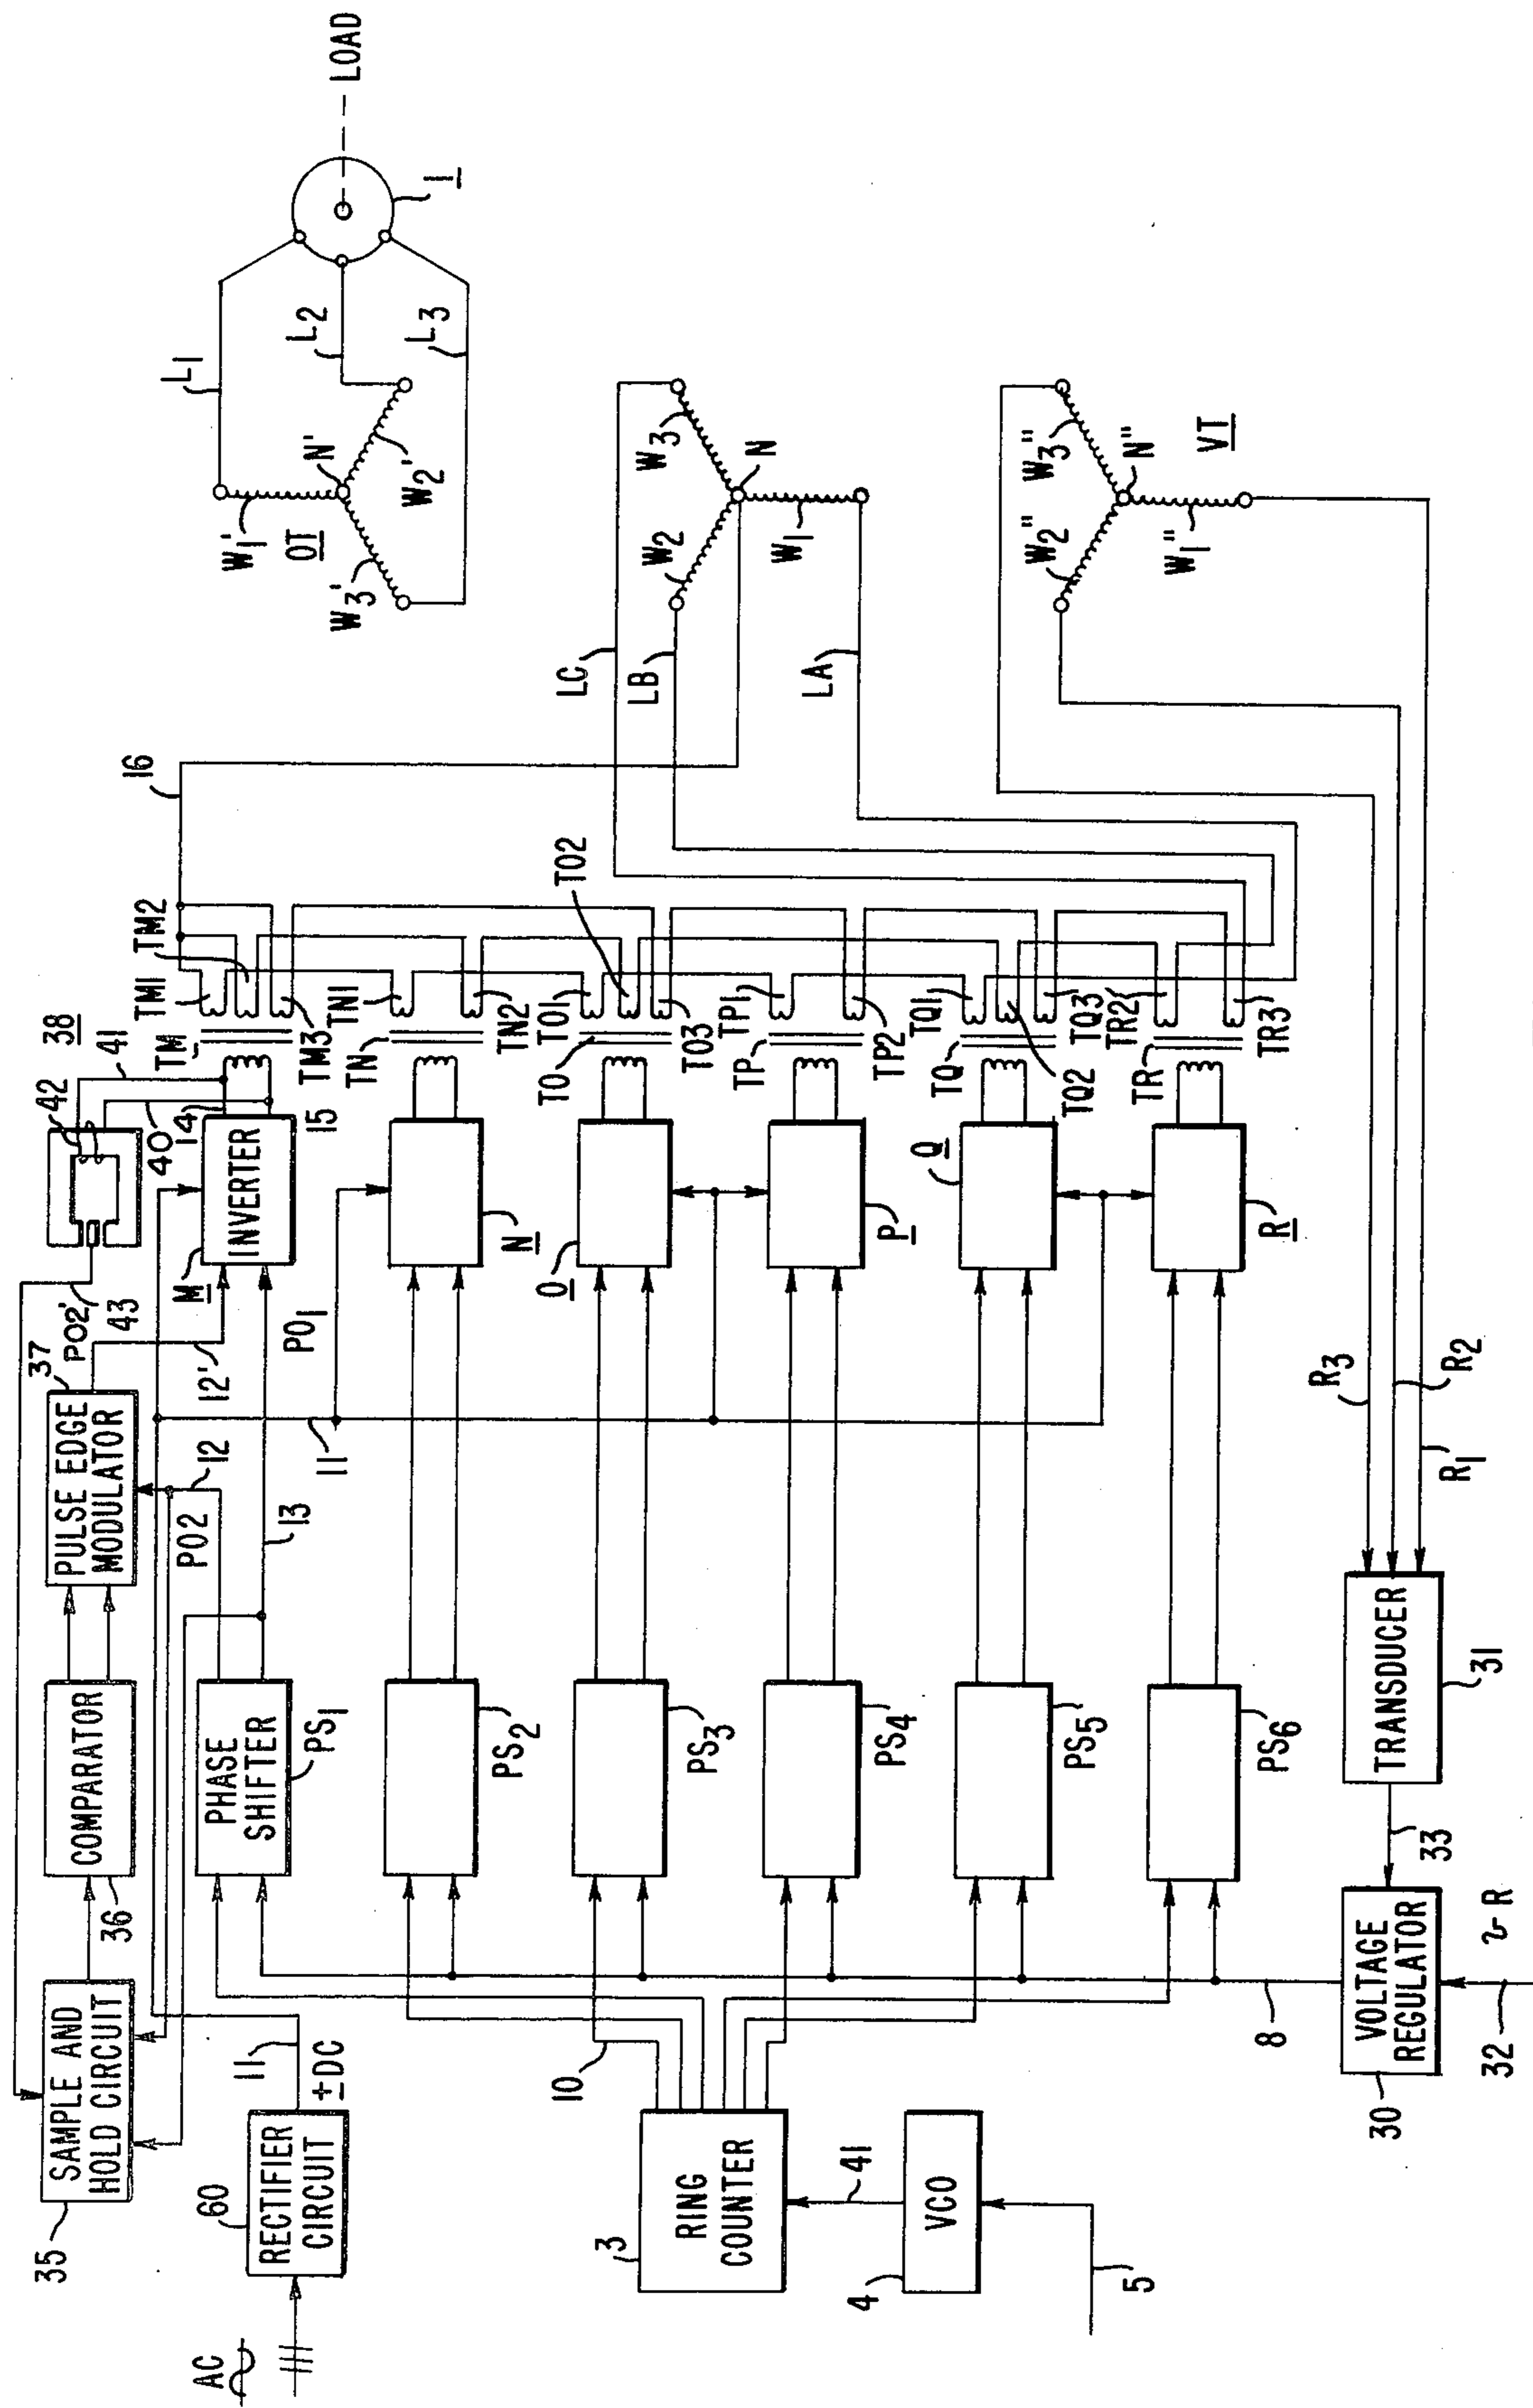 AC
60
RECTIFIER
CIRCUIT
±DC
11
35
SAMPLE AND
HOLD CIRCUIT
36
COMPARATOR
37
PULSE EDGE
MODULATOR
PO2'
43
12'
12
PO2
13
PHASE
SHIFTER
PS1
M
INVERTER
38
42
41
40
14
15
TM
TM1
TM2
TM3
16
PO1
11
N
TN
TN1
TN2
PS2
O
TO
TO1
TO2
TO3
PS3
P
TP
TP1
TP2
PS4
Q
TQ
TQ1
TQ2
TQ3
PS5
R
TR
TR2
TR3
PS6
3
RING
COUNTER
10
41
4
VCO
5
8
30
VOLTAGE
REGULATOR
32
v R
33
TRANSDUCER
31
R3
R2
R1
LC
LB
LA
W2
W3
W1
N
W2"
W3"
W1"
N"
VT
W1'
OT
W3'
W2'
N'
L1
L2
L3
1
LOAD